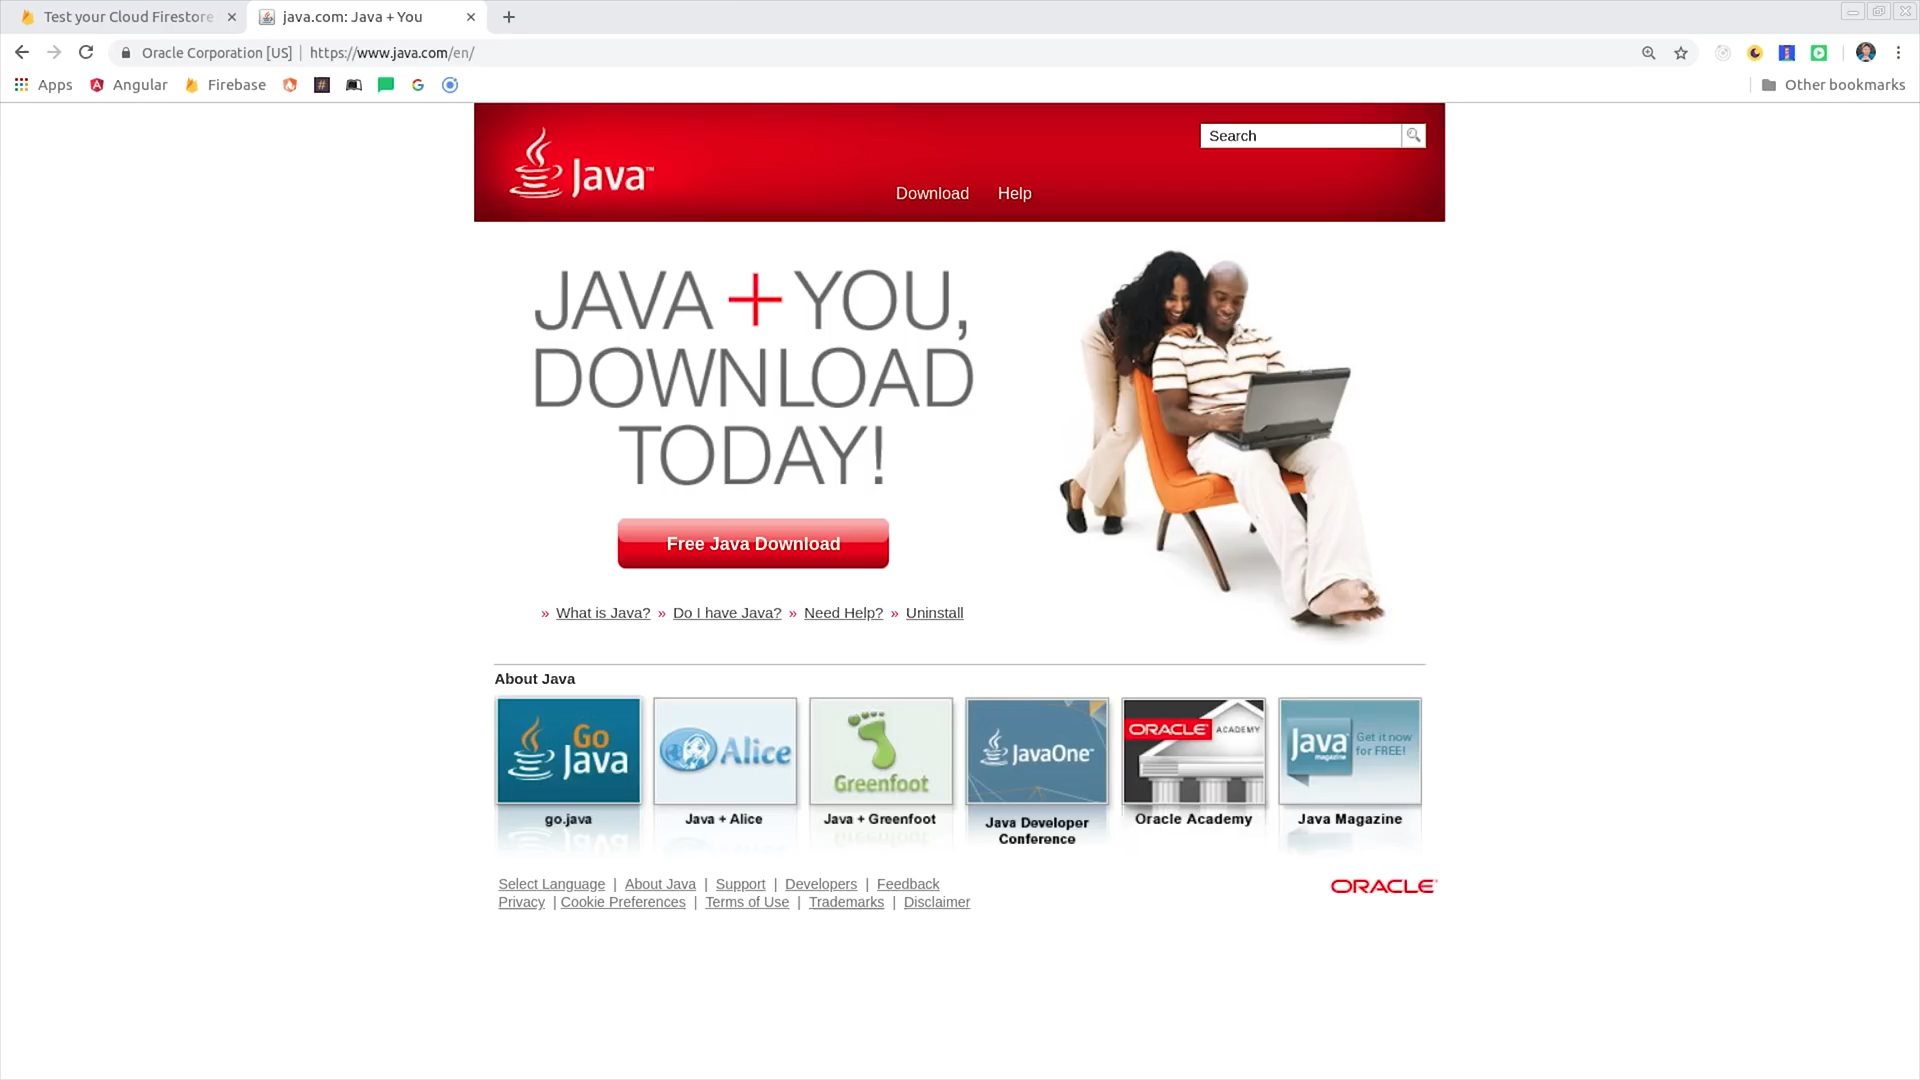 Test your Cloud Firestore
java.com: Java + You
Oracle Corporation [US] | https://www.java.com/en/
Apps
Angular
Firebase
Other bookmarks
Java™
Search
Download
Help
JAVA + YOU,
DOWNLOAD
TODAY!
Free Java Download
» What is Java? » Do I have Java? » Need Help? » Uninstall
About Java
Go
Java
go.java
Alice
Java + Alice
Greenfoot
Java + Greenfoot
JavaOne™
Java Developer
Conference
ORACLE ACADEMY
Oracle Academy
Java
magazine
Get it now
for FREE!
Java Magazine
Select Language | About Java | Support | Developers | Feedback
Privacy | Cookie Preferences | Terms of Use | Trademarks | Disclaimer
ORACLE